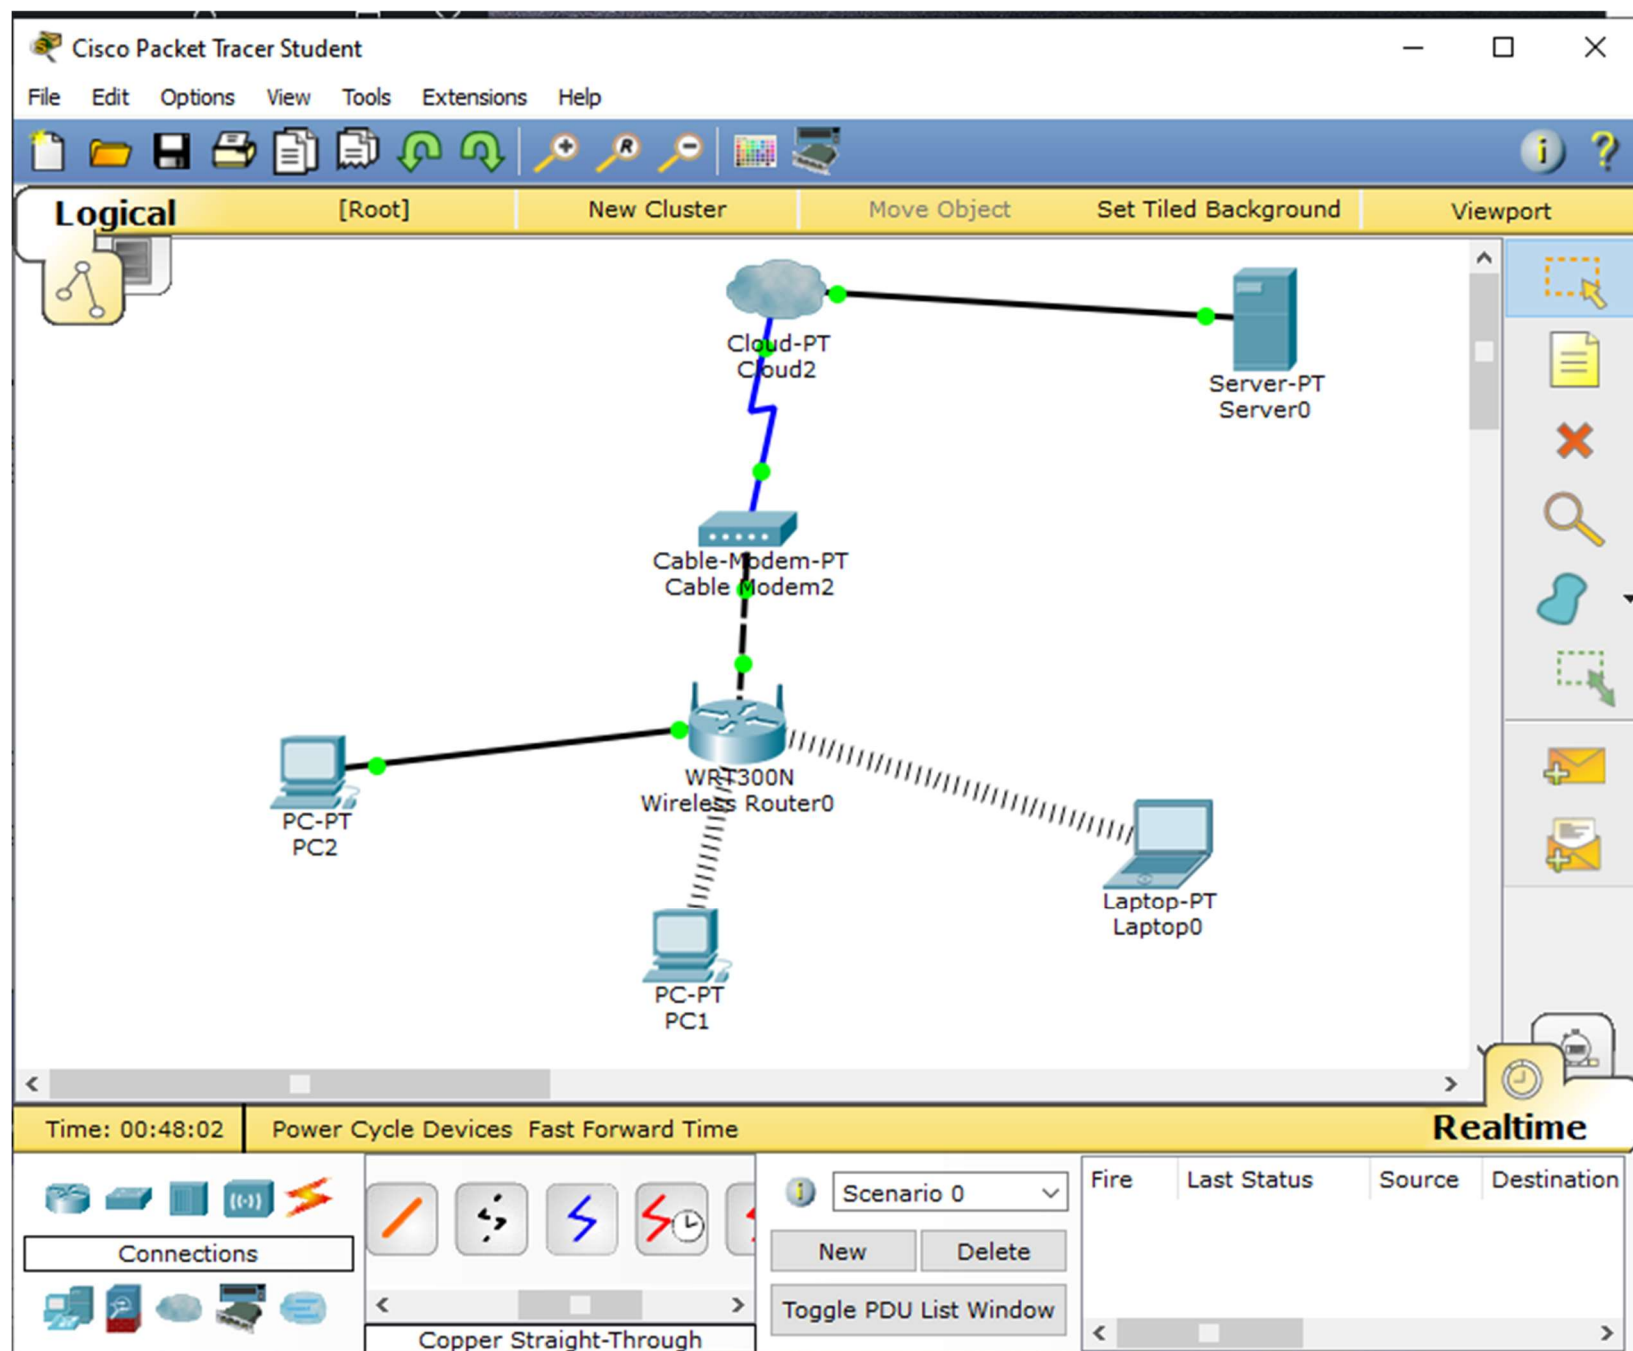 Cisco Packet Tracer Student
File Edit Options View Tools Extensions Help
Logical [Root] New Cluster Move Object Set Tiled Background Viewport
Cloud-PT
Cloud2
Server-PT
Server0
Cable-Modem-PT
Cable Modem2
WRT300N
Wireless Router0
PC-PT
PC2
Laptop-PT
Laptop0
PC-PT
PC1
Time: 00:48:02 Power Cycle Devices Fast Forward Time Realtime
Connections
Copper Straight-Through
Scenario 0
New Delete
Toggle PDU List Window
Fire Last Status Source Destination